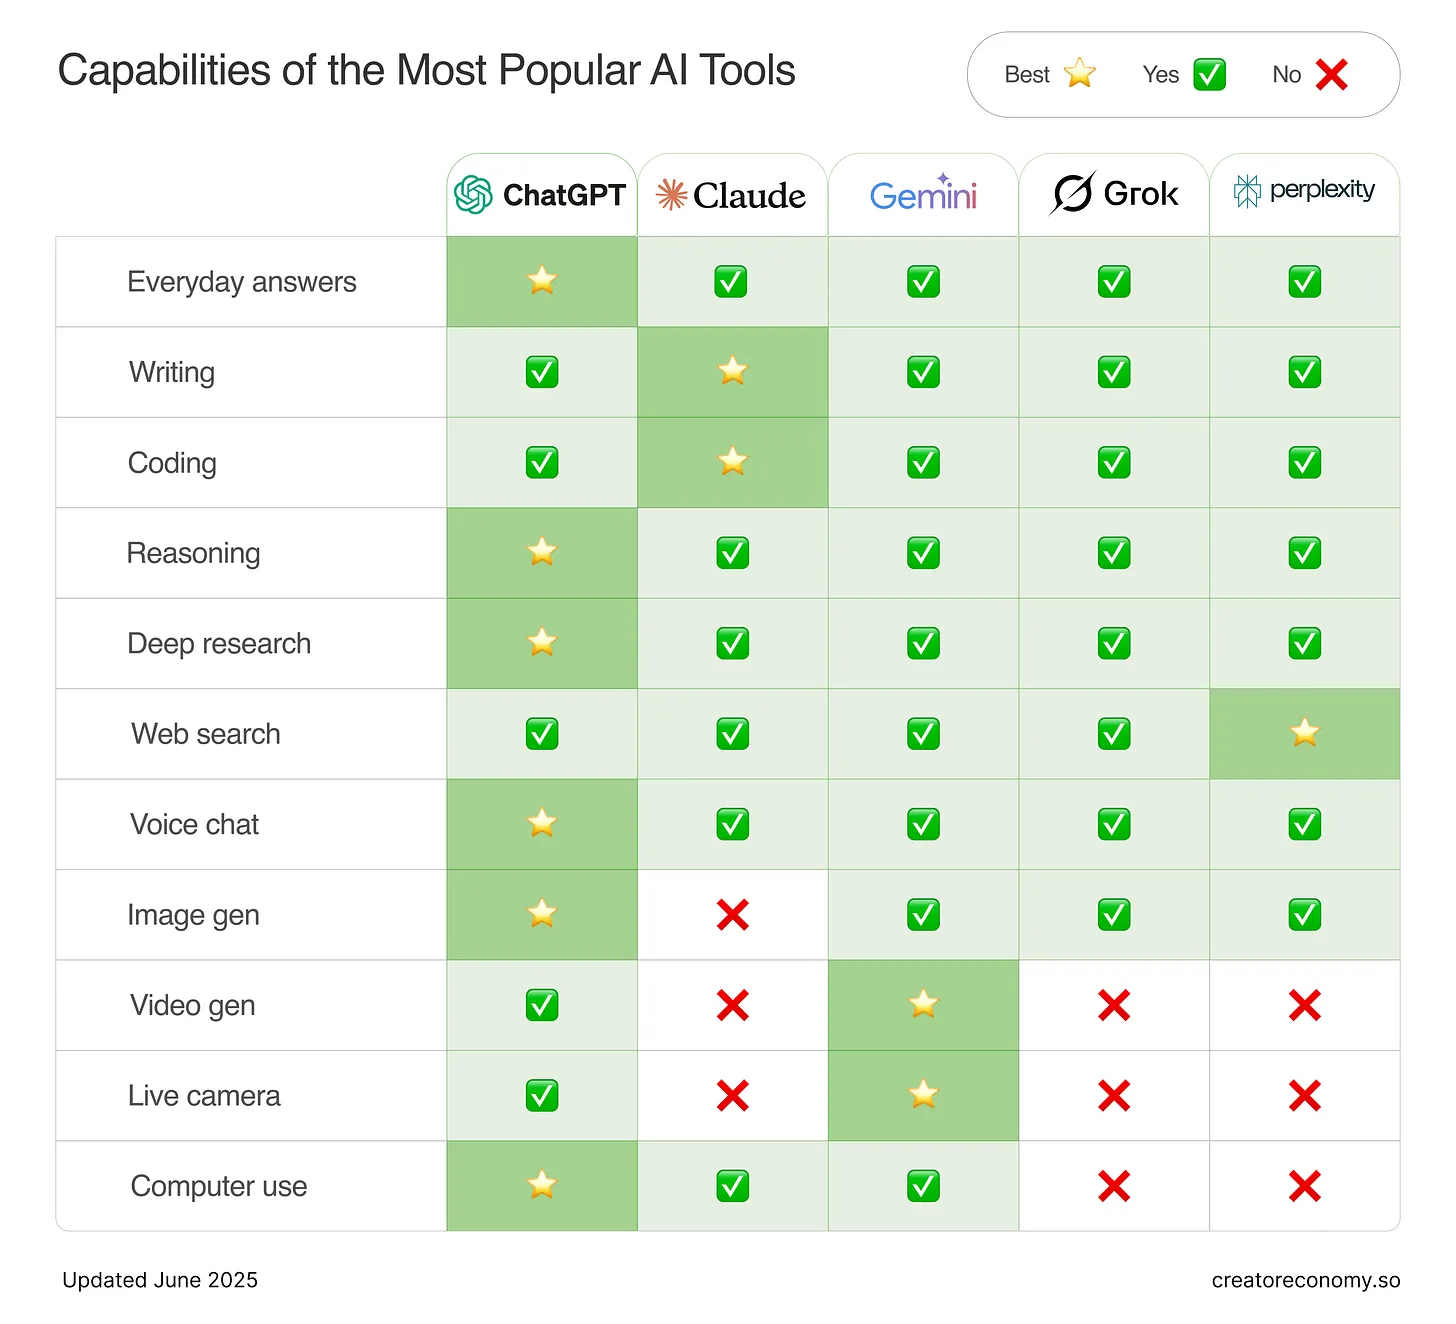 Capabilities of the Most Popular AI Tools
Best ⭐ Yes ✅ No ❌
ChatGPT Claude Gemini Grok perplexity
Everyday answers ⭐ ✅ ✅ ✅ ✅
Writing ✅ ⭐ ✅ ✅ ✅
Coding ✅ ⭐ ✅ ✅ ✅
Reasoning ⭐ ✅ ✅ ✅ ✅
Deep research ⭐ ✅ ✅ ✅ ✅
Web search ✅ ✅ ✅ ✅ ⭐
Voice chat ⭐ ✅ ✅ ✅ ✅
Image gen ⭐ ❌ ✅ ✅ ✅
Video gen ✅ ❌ ⭐ ❌ ❌
Live camera ✅ ❌ ⭐ ❌ ❌
Computer use ⭐ ✅ ✅ ❌ ❌
Updated June 2025
creatoreconomy.so